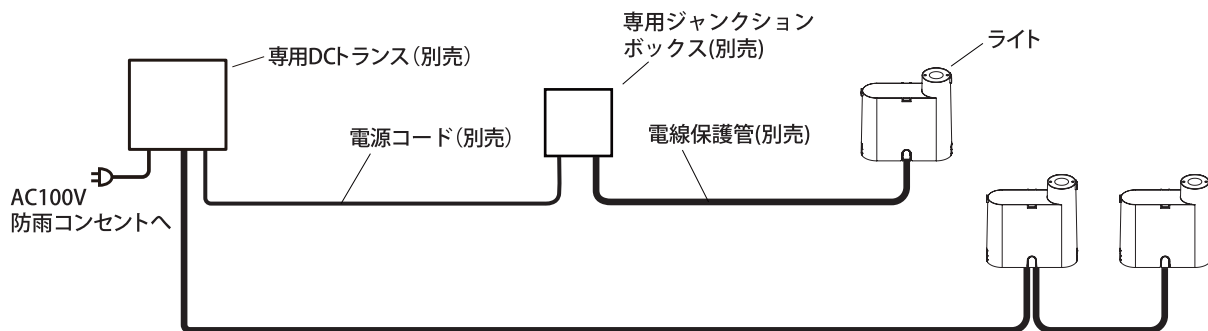 専用DCトランス（別売）
専用ジャンクション
ボックス(別売)
ライト
電源コード（別売）
電線保護管(別売)
AC100V
防雨コンセントへ